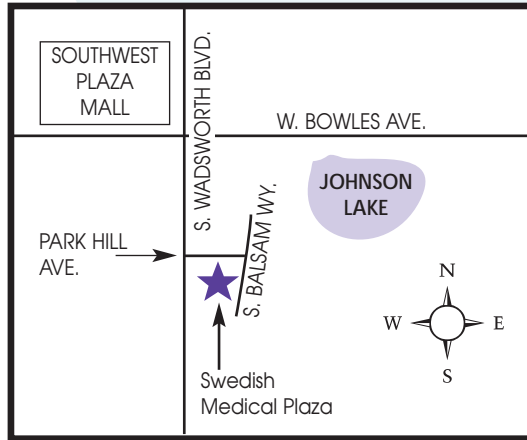 SOUTHWEST
PLAZA
MALL
S. WADSWORTH BLVD.
W. BOWLES AVE.
JOHNSON
LAKE
PARK HILL
AVE.
S. BALSAM WY.
N
W
E
S
Swedish
Medical Plaza